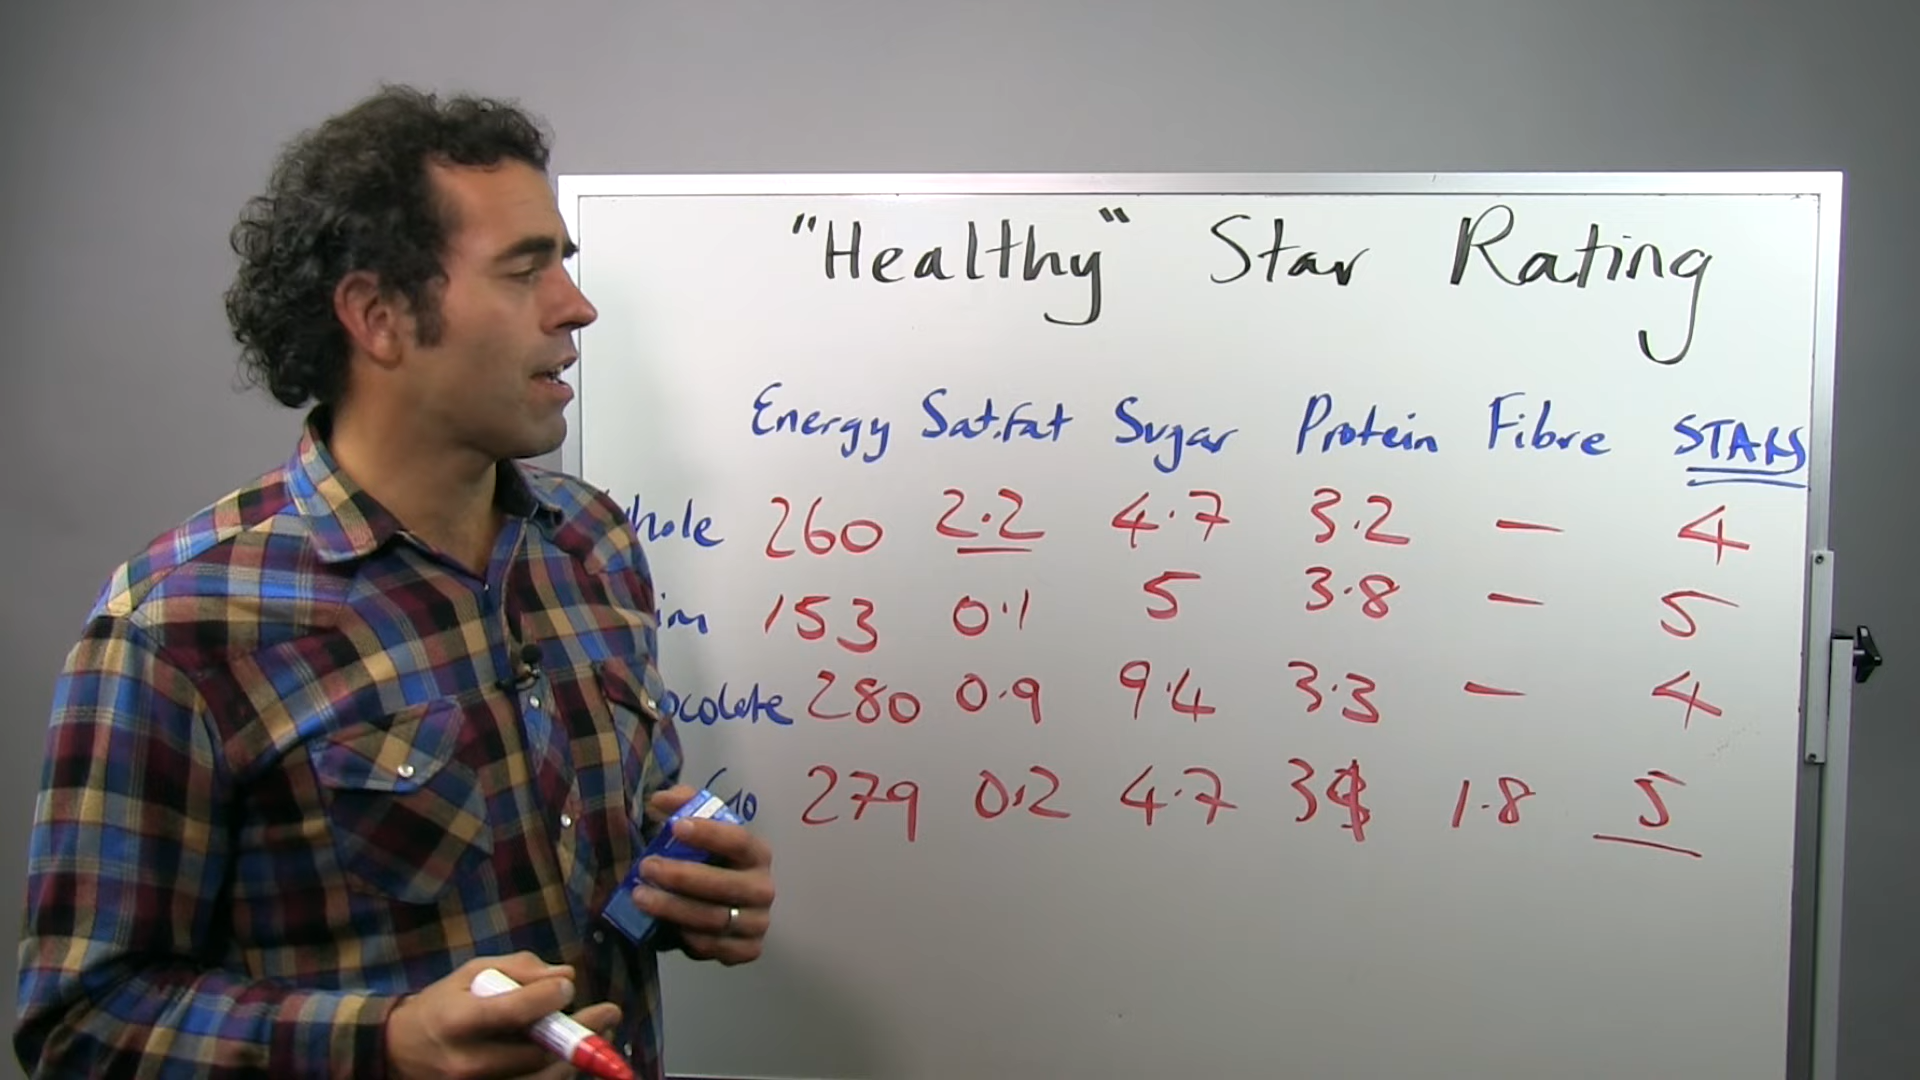 "Healthy" Star Rating
Energy Sat.Fat Sugar Protein Fibre STARS
hole 260 2.2 4.7 3.2 – 4
im 153 0.1 5 3.8 – 5
ocolate 280 0.9 9.4 3.3 – 4
279 0.2 4.7 3 1.8 5